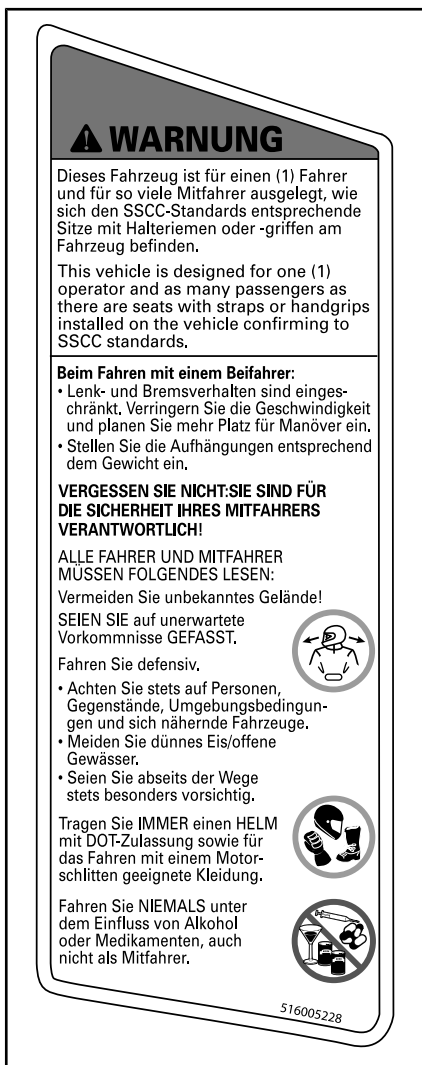 WARNUNG
Dieses Fahrzeug ist für einen (1) Fahrer
und für so viele Mitfahrer ausgelegt, wie
sich den SSCC-Standards entsprechende
Sitze mit Halteriemen oder -griffen am
Fahrzeug befinden.
This vehicle is designed for one (1)
operator and as many passengers as
there are seats with straps or handgrips
installed on the vehicle confirming to
SSCC standards.
Beim Fahren mit einem Beifahrer:
• Lenk- und Bremsverhalten sind einges-
chränkt. Verringern Sie die Geschwindigkeit
und planen Sie mehr Platz für Manöver ein.
• Stellen Sie die Aufhängungen entsprechend
dem Gewicht ein.
VERGESSEN SIE NICHT:SIE SIND FÜR
DIE SICHERHEIT IHRES MITFAHRERS
VERANTWORTLICH!
ALLE FAHRER UND MITFAHRER
MÜSSEN FOLGENDES LESEN:
Vermeiden Sie unbekanntes Gelände!
SEIEN SIE auf unerwartete
Vorkommnisse GEFASST.
Fahren Sie defensiv.
• Achten Sie stets auf Personen,
Gegenstände, Umgebungsbedingun-
gen und sich nähernde Fahrzeuge.
• Meiden Sie dünnes Eis/offene
Gewässer.
• Seien Sie abseits der Wege
stets besonders vorsichtig.
Tragen Sie IMMER einen HELM
mit DOT-Zulassung sowie für
das Fahren mit einem Motor-
schlitten geeignete Kleidung.
Fahren Sie NIEMALS unter
dem Einfluss von Alkohol
oder Medikamenten, auch
nicht als Mitfahrer.
516005228